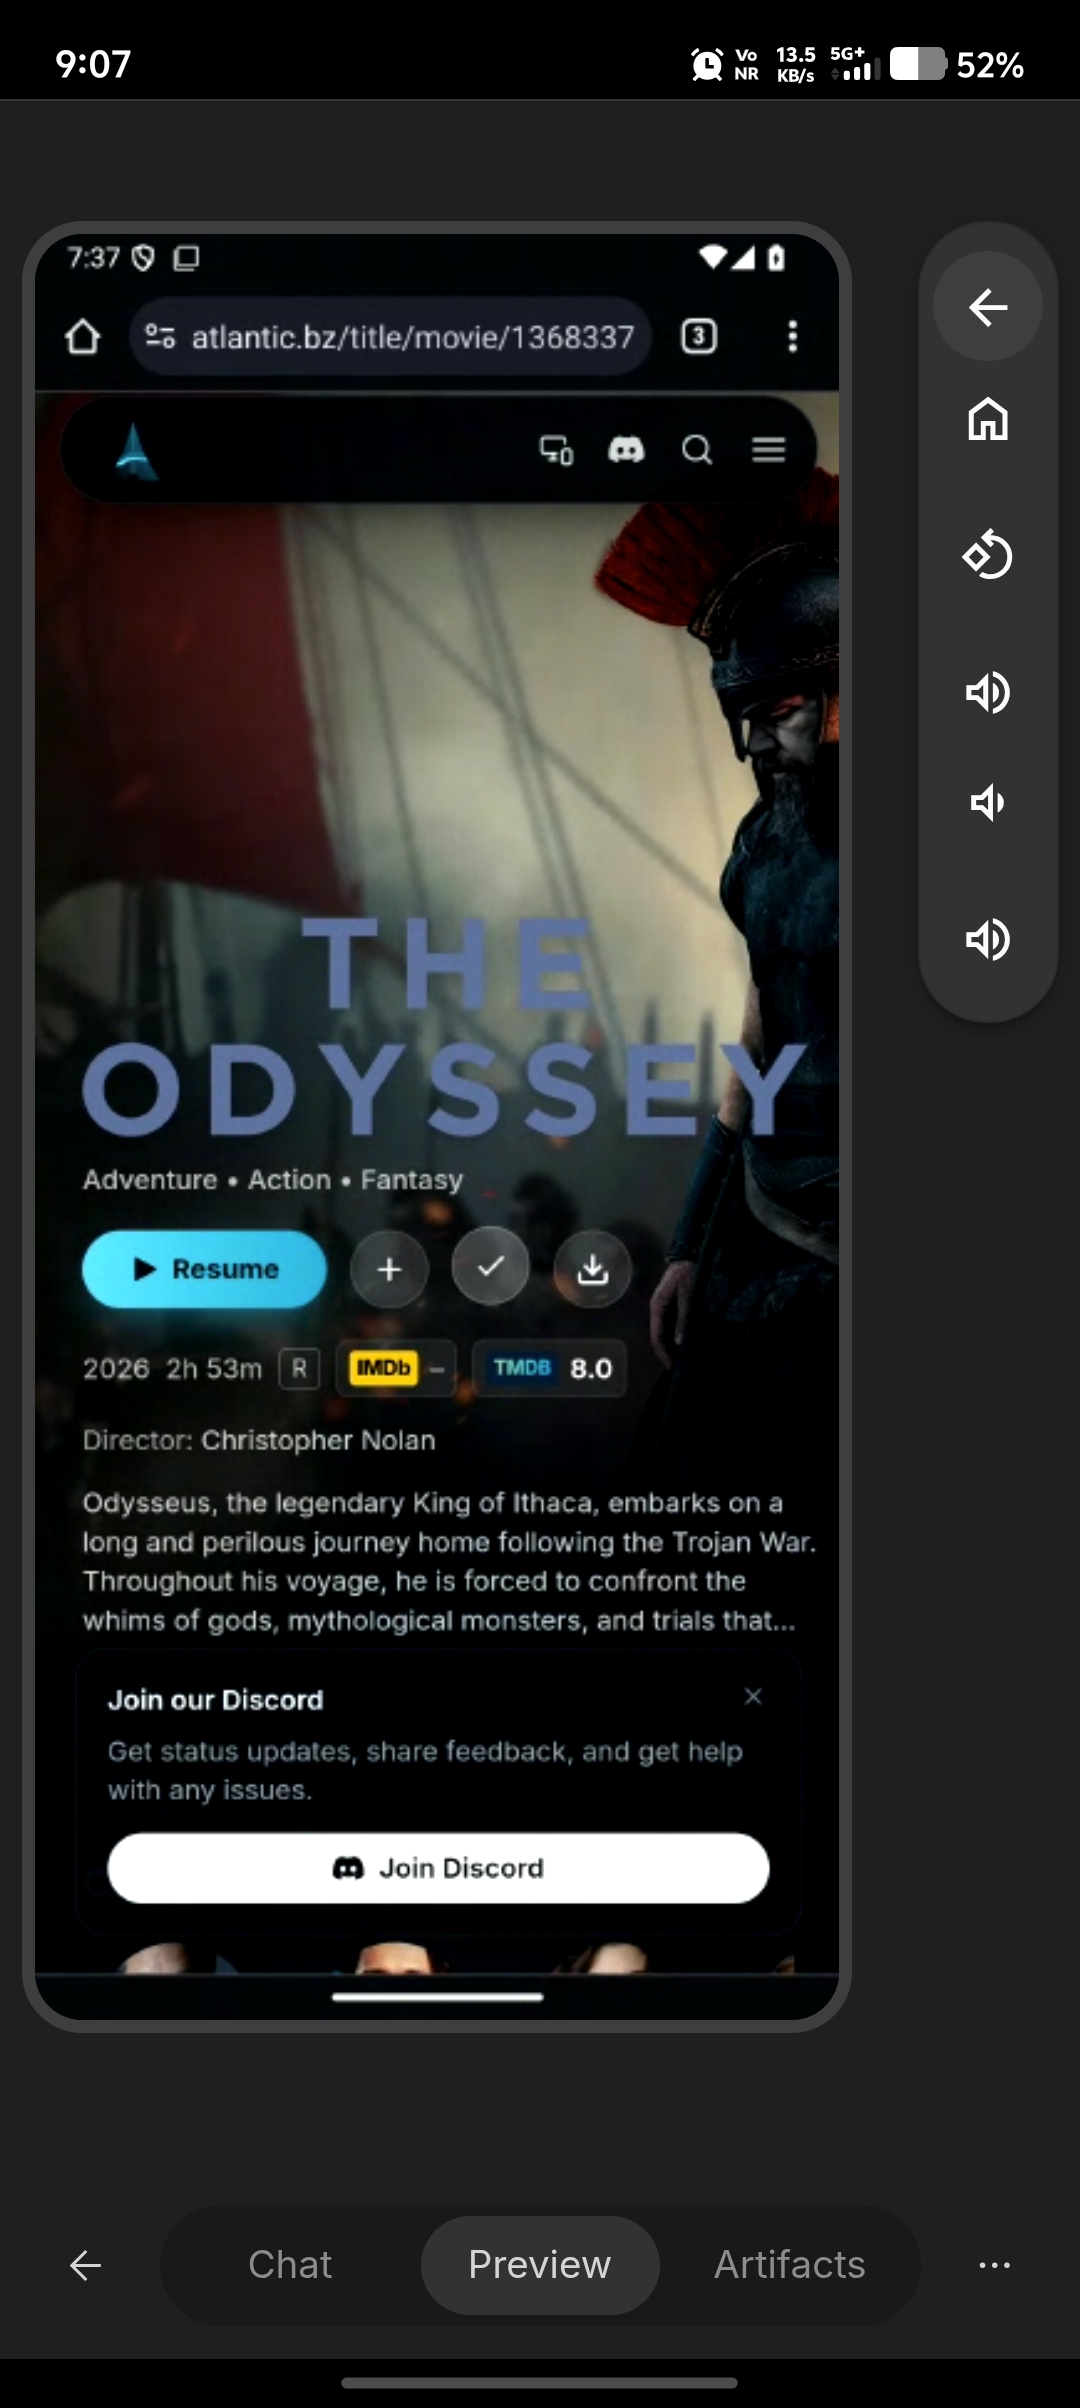 9:07
Vo NR
13.5 KB/s
5G+
52%
7:37
atlantic.bz/title/movie/1368337
3
THE
ODYSSEY
Adventure • Action • Fantasy
Resume
2026 2h 53m R IMDb – TMDB 8.0
Director: Christopher Nolan
Odysseus, the legendary King of Ithaca, embarks on a
long and perilous journey home following the Trojan War.
Throughout his voyage, he is forced to confront the
whims of gods, mythological monsters, and trials that...
Join our Discord
Get status updates, share feedback, and get help
with any issues.
Join Discord
Chat
Preview
Artifacts